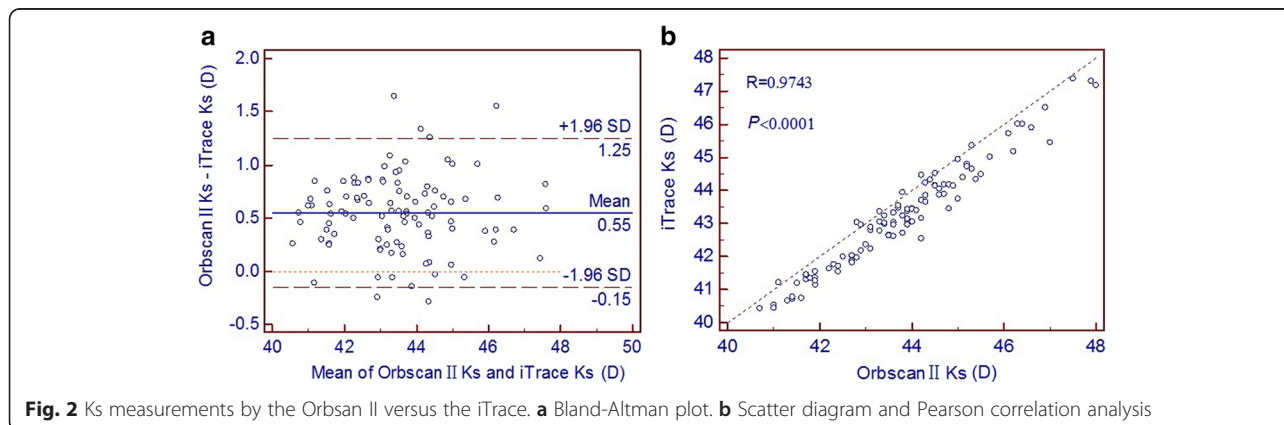 a
Orbscan II Ks - iTrace Ks (D)
2.0
1.5
1.0
0.5
0.0
-0.5
+1.96 SD
1.25
Mean
0.55
-1.96 SD
-0.15
40 42 44 46 48 50
Mean of Orbscan II Ks and iTrace Ks (D)
b
iTrace Ks (D)
48
47
46
45
44
43
42
41
40
R=0.9743
P<0.0001
40 42 44 46 48
Orbscan II Ks (D)
Fig. 2 Ks measurements by the Orbsan II versus the iTrace. a Bland-Altman plot. b Scatter diagram and Pearson correlation analysis